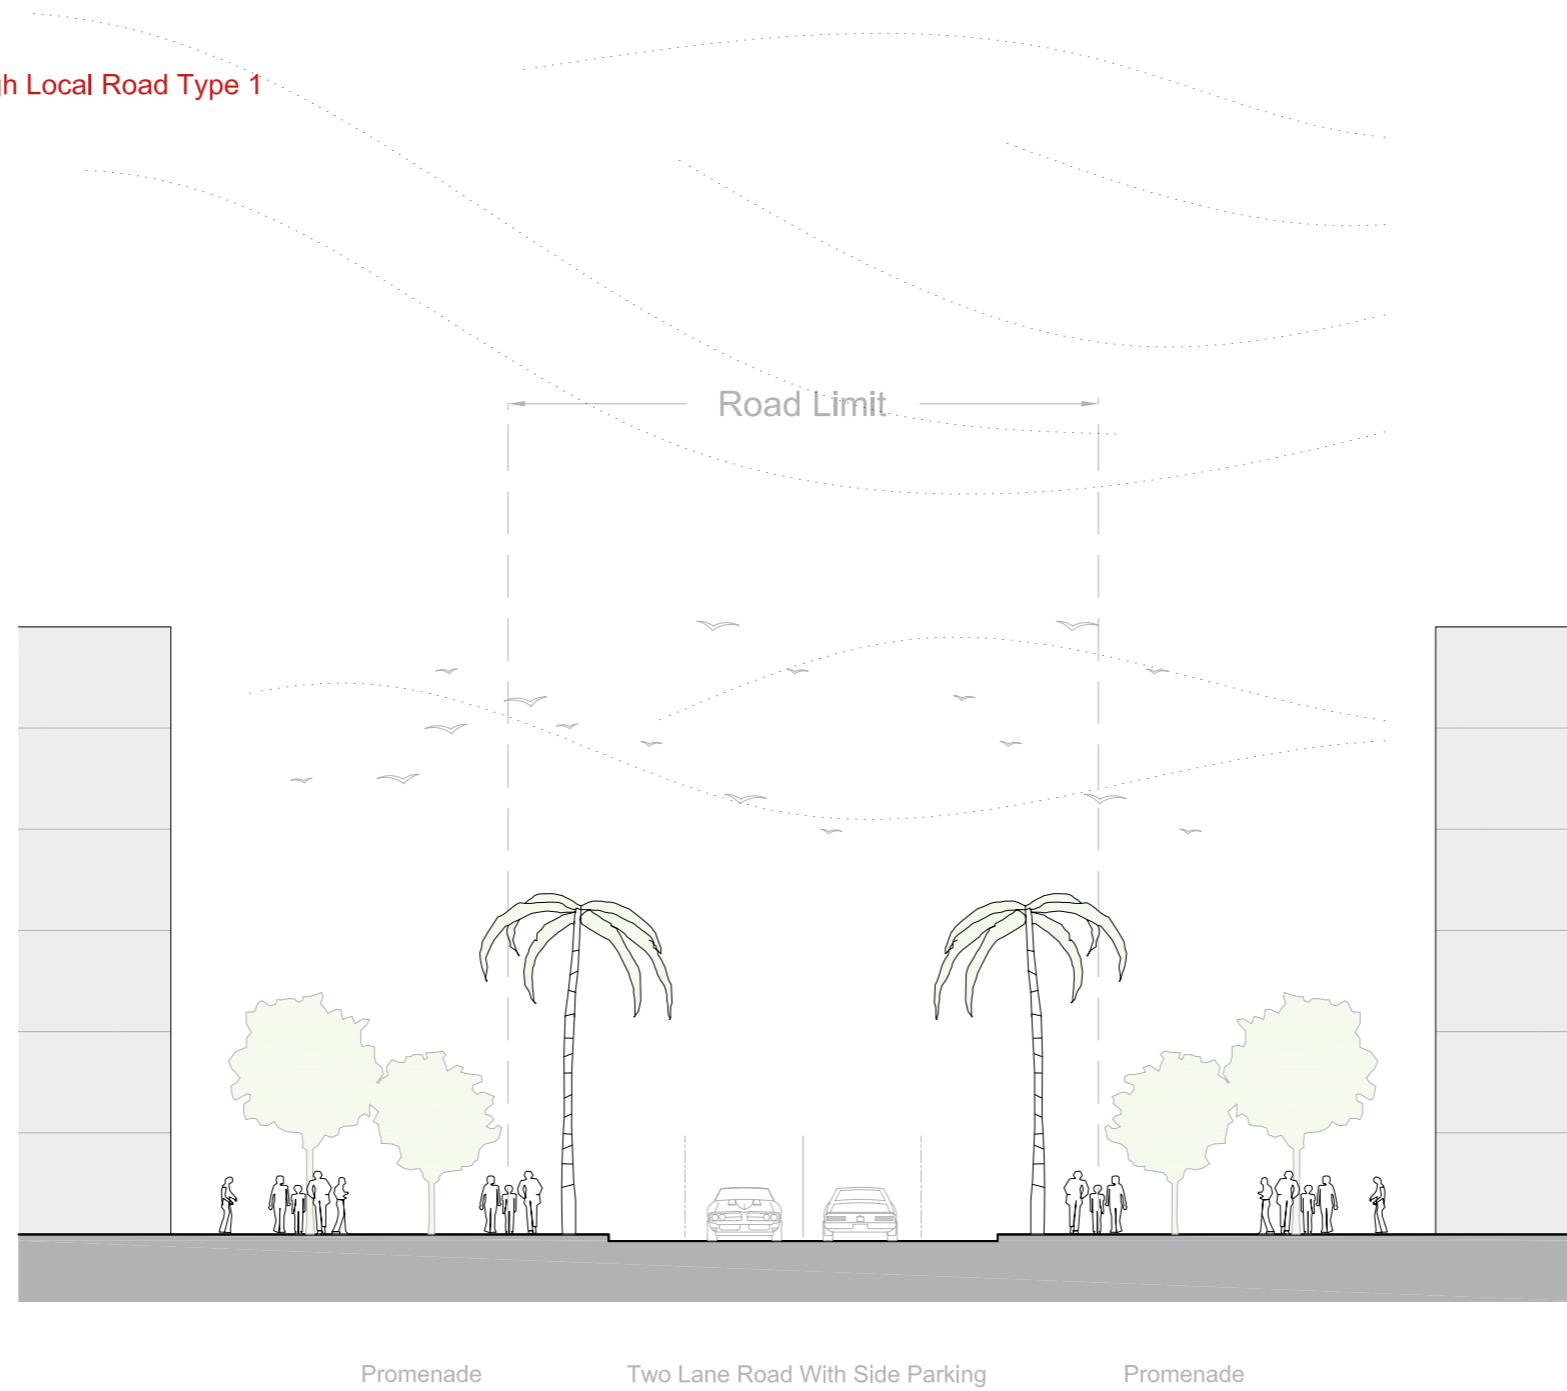 Local Road Type 1
Road Limit
Promenade
Two Lane Road With Side Parking
Promenade